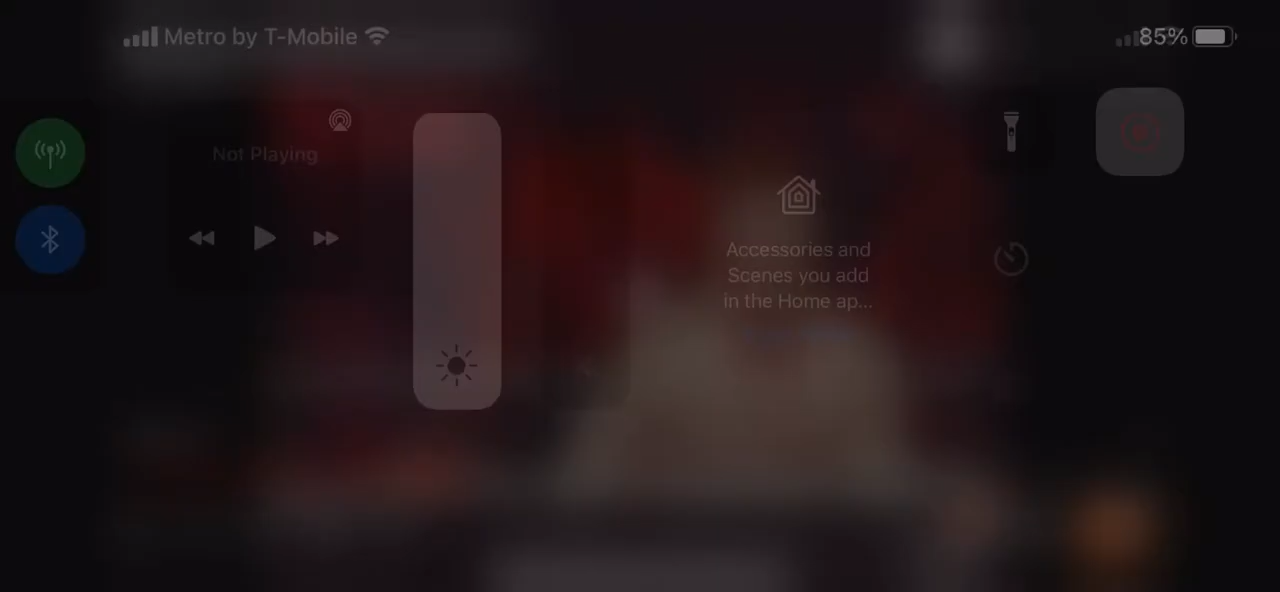 Metro by T-Mobile
85%
Not Playing
Accessories and
Scenes you add
in the Home ap...